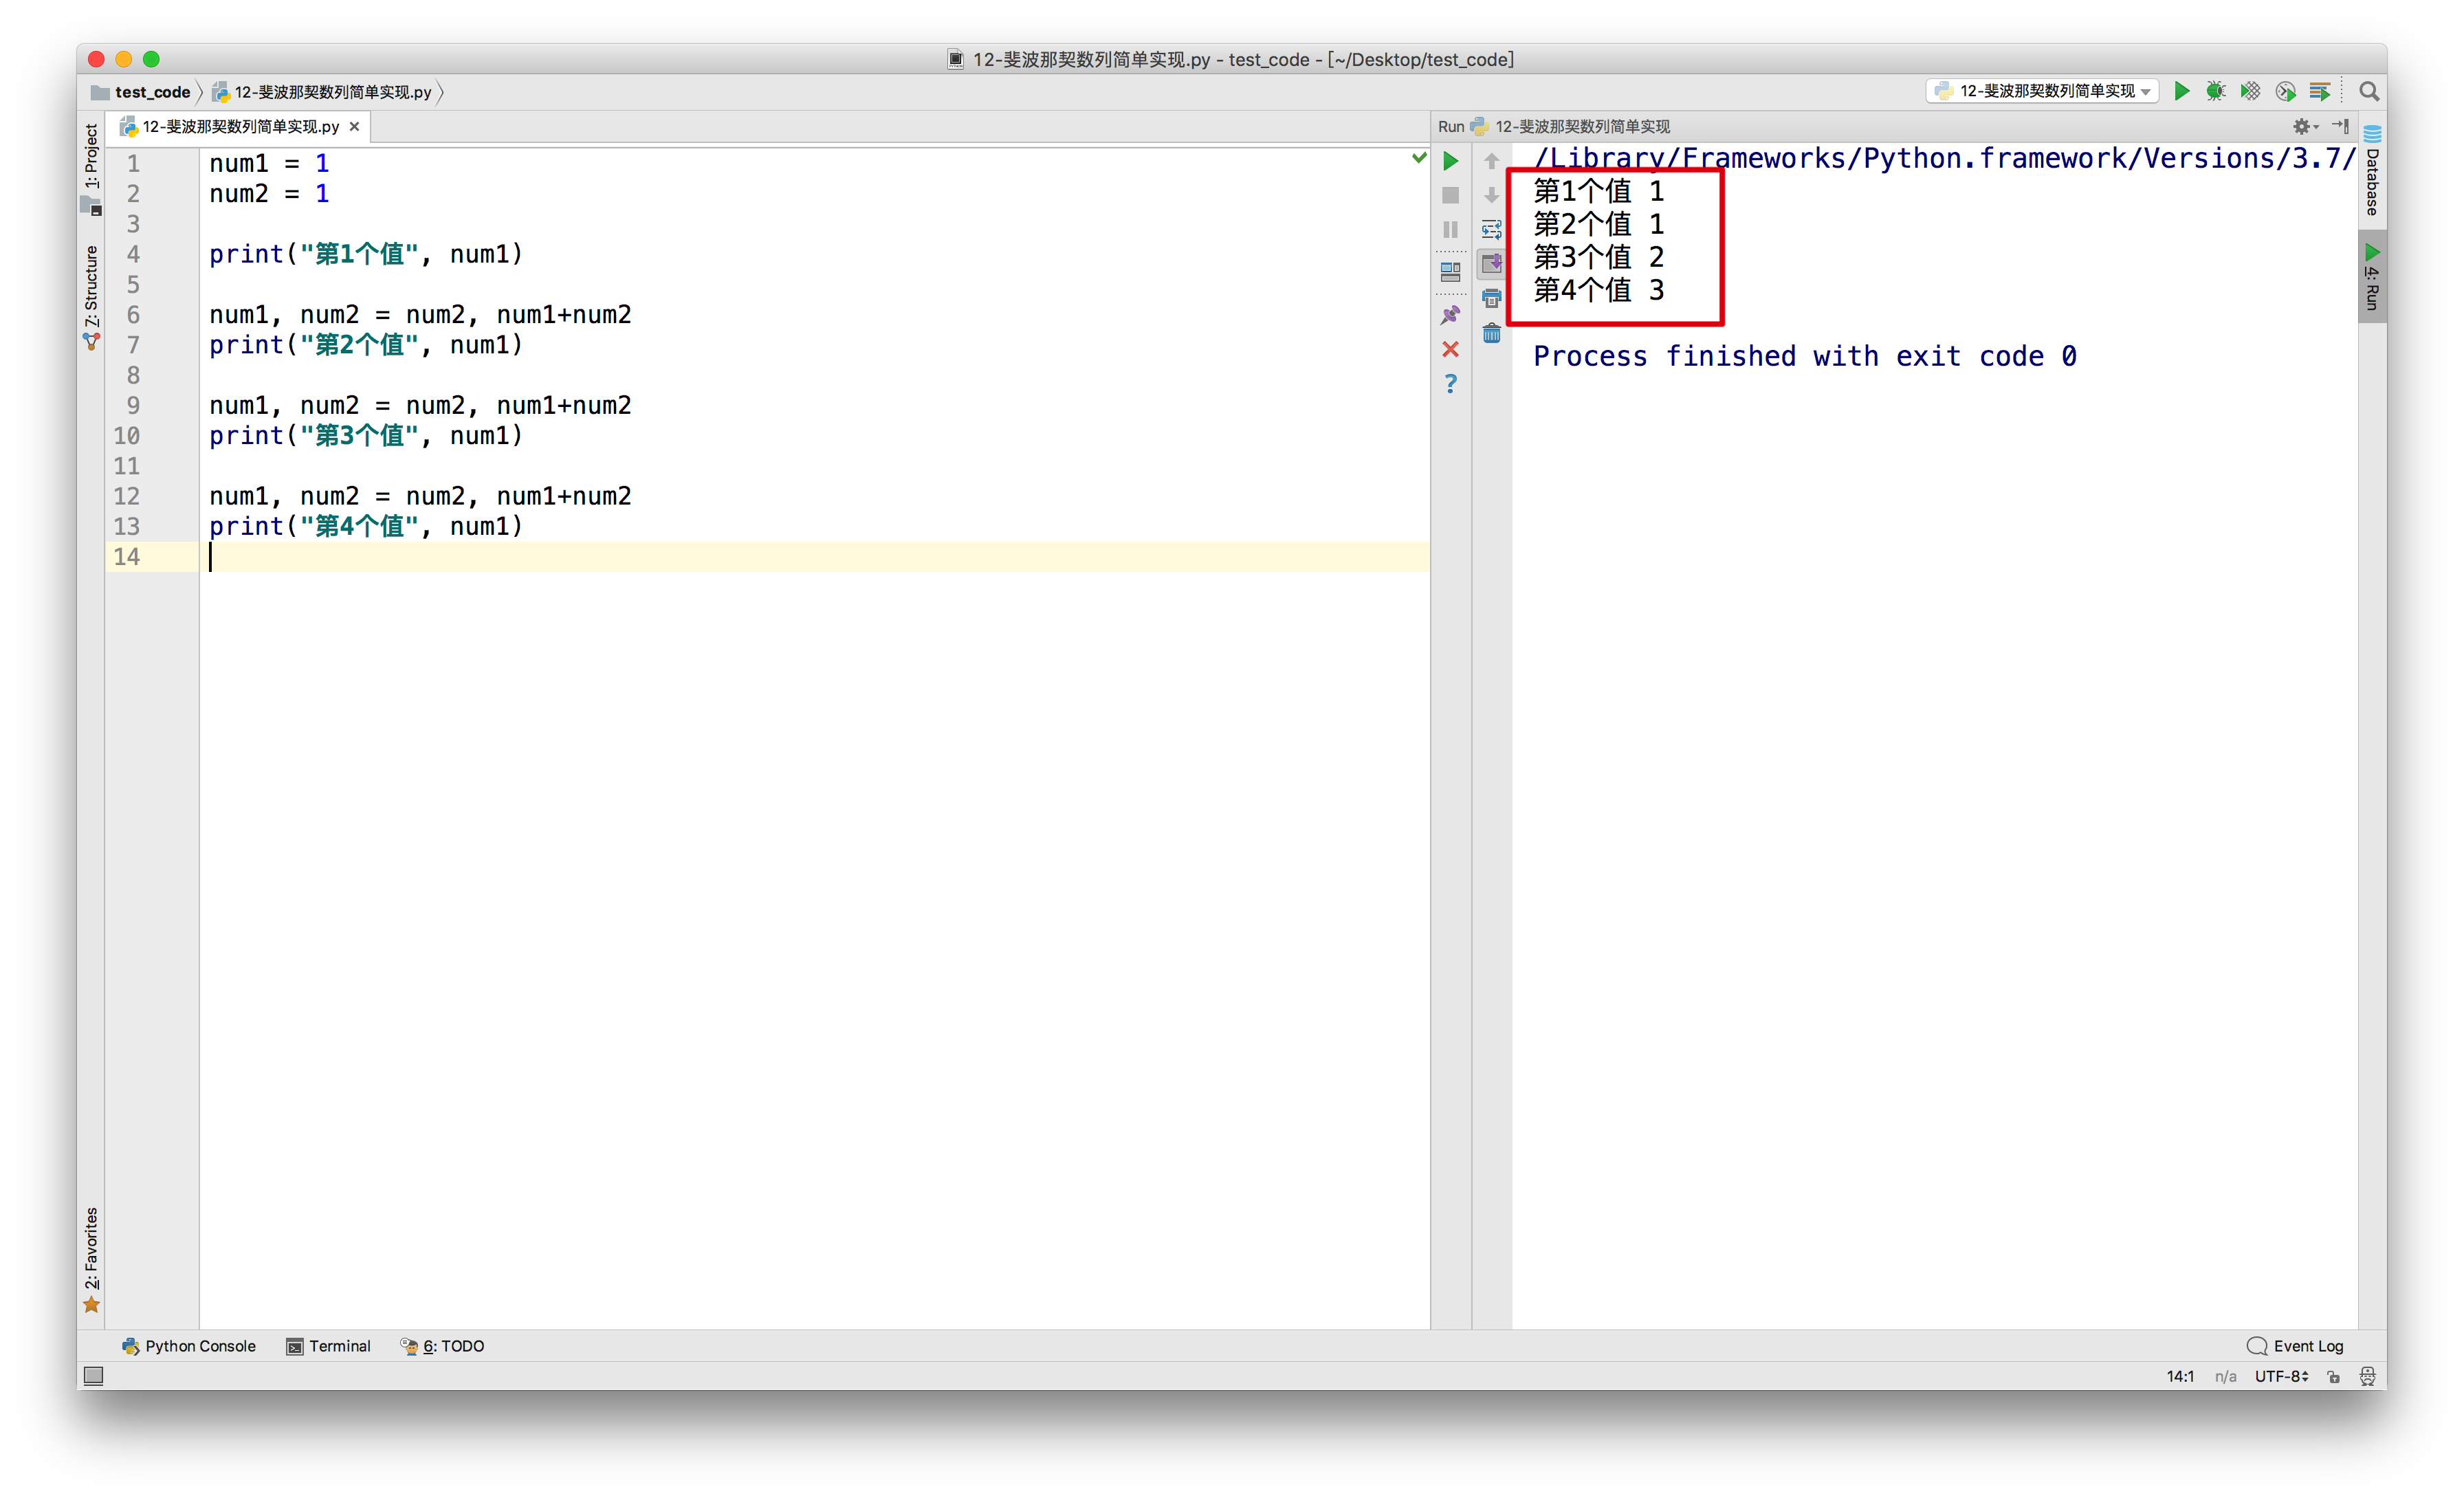 12-斐波那契数列简单实现.py - test_code - [~/Desktop/test_code]
test_code
12-斐波那契数列简单实现.py
12-斐波那契数列简单实现
1: Project
7: Structure
2: Favorites
12-斐波那契数列简单实现.py
1 num1 = 1
2 num2 = 1
3
4 print("第1个值", num1)
5
6 num1, num2 = num2, num1+num2
7 print("第2个值", num1)
8
9 num1, num2 = num2, num1+num2
10 print("第3个值", num1)
11
12 num1, num2 = num2, num1+num2
13 print("第4个值", num1)
14
Run 12-斐波那契数列简单实现
/Library/Frameworks/Python.framework/Versions/3.7/
第1个值 1
第2个值 1
第3个值 2
第4个值 3
Process finished with exit code 0
Database
4: Run
Python Console
Terminal
6: TODO
Event Log
14:1
n/a
UTF-8